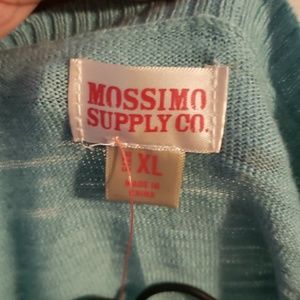 MOSSIMO
SUPPLY CO.
XL
MADE IN
CHINA